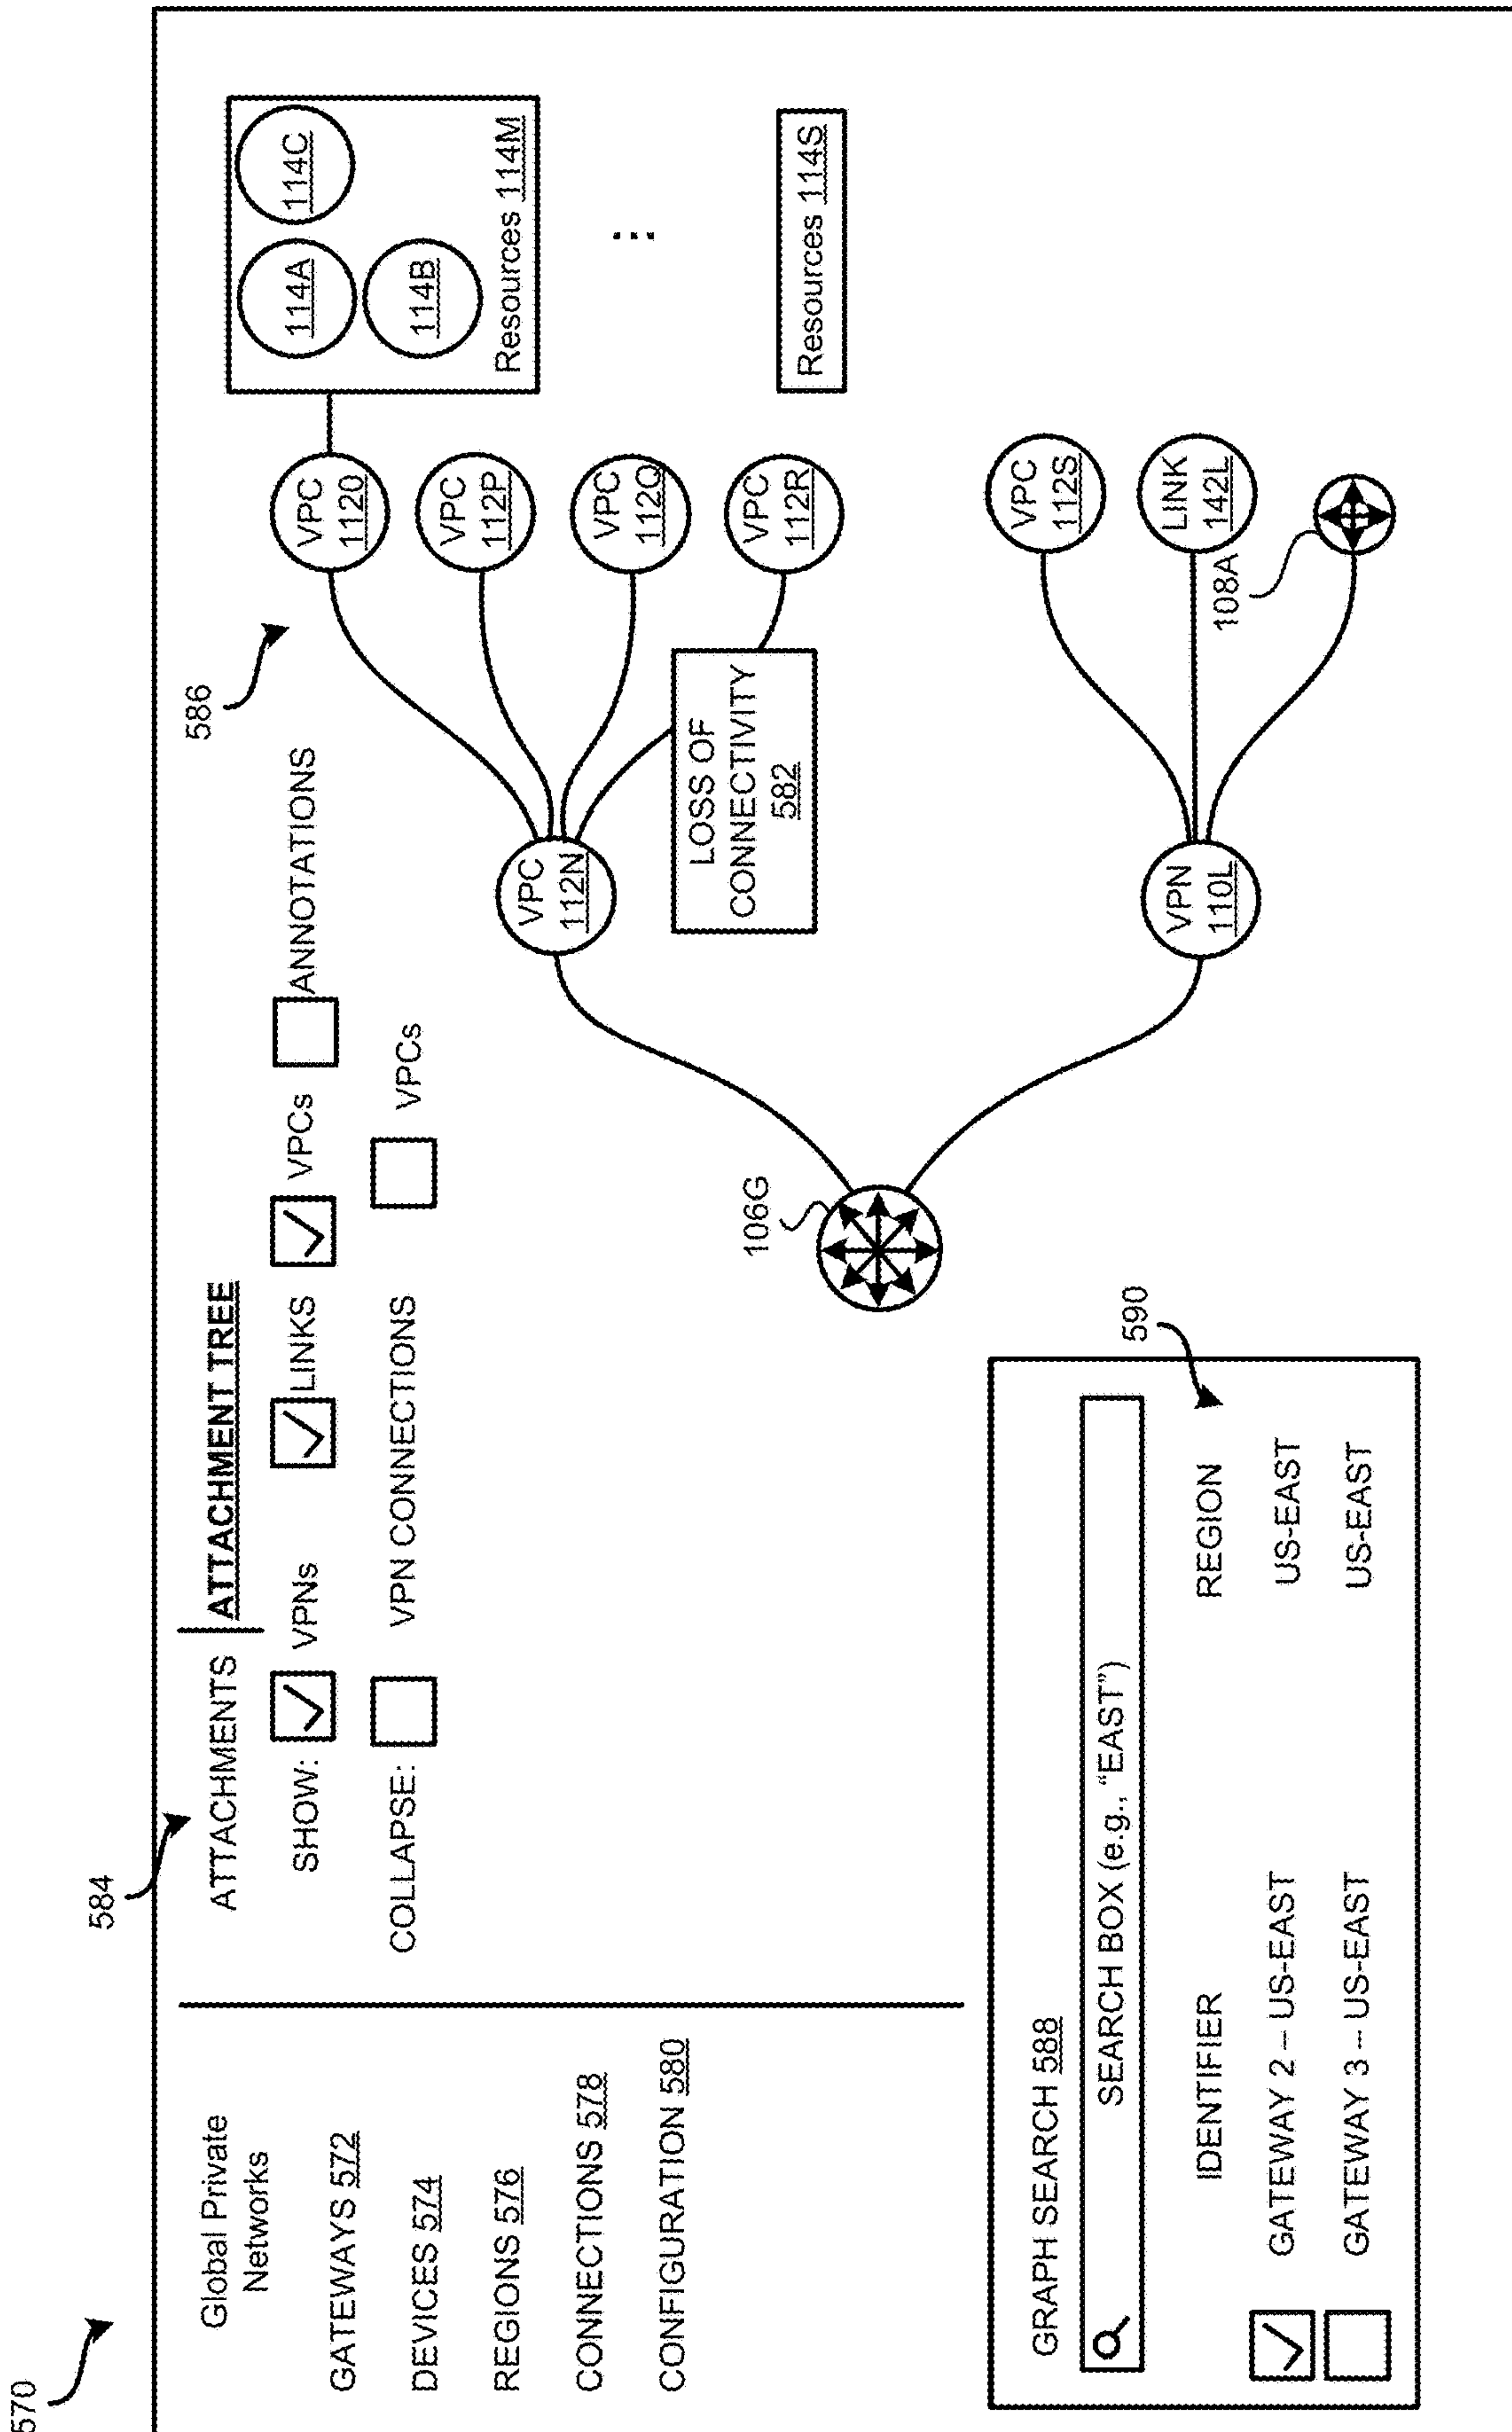 570
Global Private
Networks
GATEWAYS 572
DEVICES 574
REGIONS 576
CONNECTIONS 578
CONFIGURATION 580
584
ATTACHMENTS
ATTACHMENT TREE
SHOW:
VPNs
LINKS
VPCs
ANNOTATIONS
COLLAPSE:
VPN CONNECTIONS
VPCs
586
106G
VPC
112N
VPC
1120
VPC
112P
VPC
112Q
VPC
112R
LOSS OF
CONNECTIVITY
582
114A
114C
114B
Resources 114M
...
Resources 114S
VPN
110L
VPC
112S
LINK
142L
108A
GRAPH SEARCH 588
SEARCH BOX (e.g., “EAST”)
590
IDENTIFIER
REGION
GATEWAY 2 – US-EAST
US-EAST
GATEWAY 3 – US-EAST
US-EAST